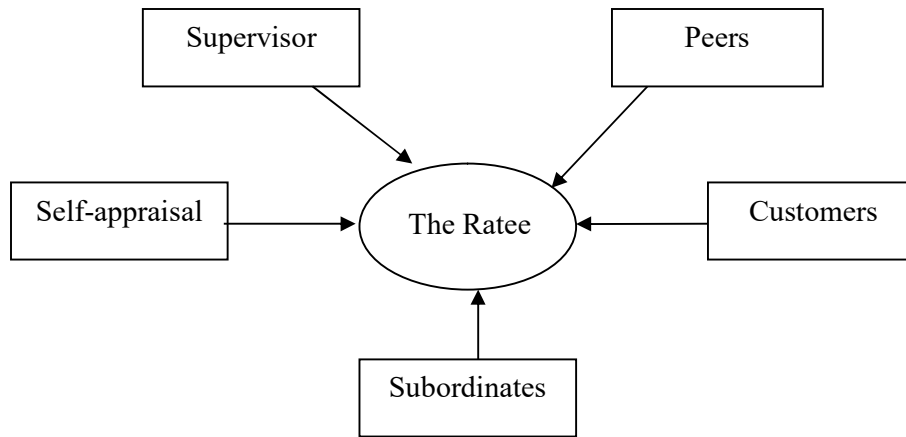 Supervisor
Peers
Self-appraisal
The Ratee
Customers
Subordinates